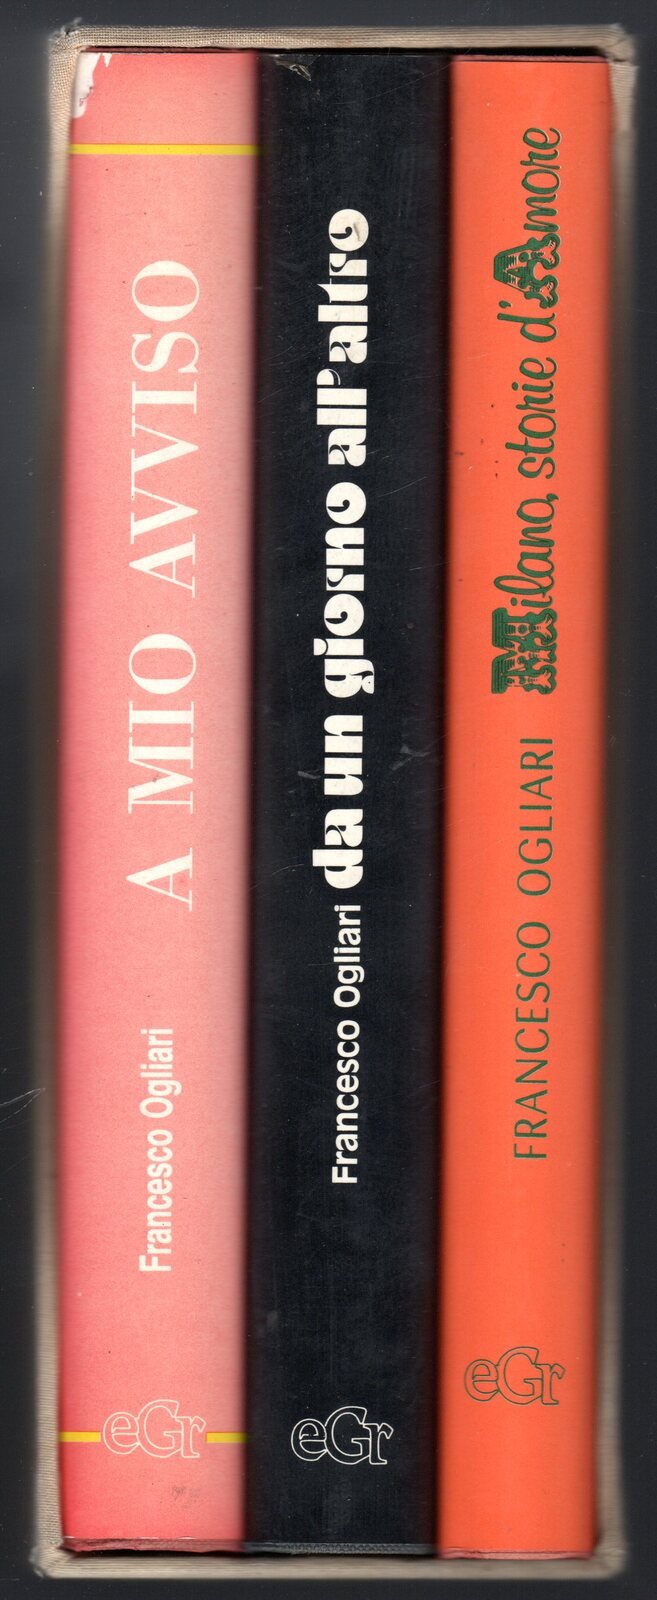 Francesco Ogliari A MIO AVVISO
eGr
Francesco Ogliari da un giorno all'altro
eGr
FRANCESCO OGLIARI Milano, storie d'Amore
eGr